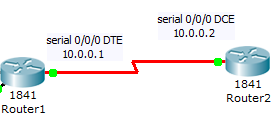 serial 0/0/0 DCE
10.0.0.2
serial 0/0/0 DTE
10.0.0.1
1841
Router1
1841
Router2